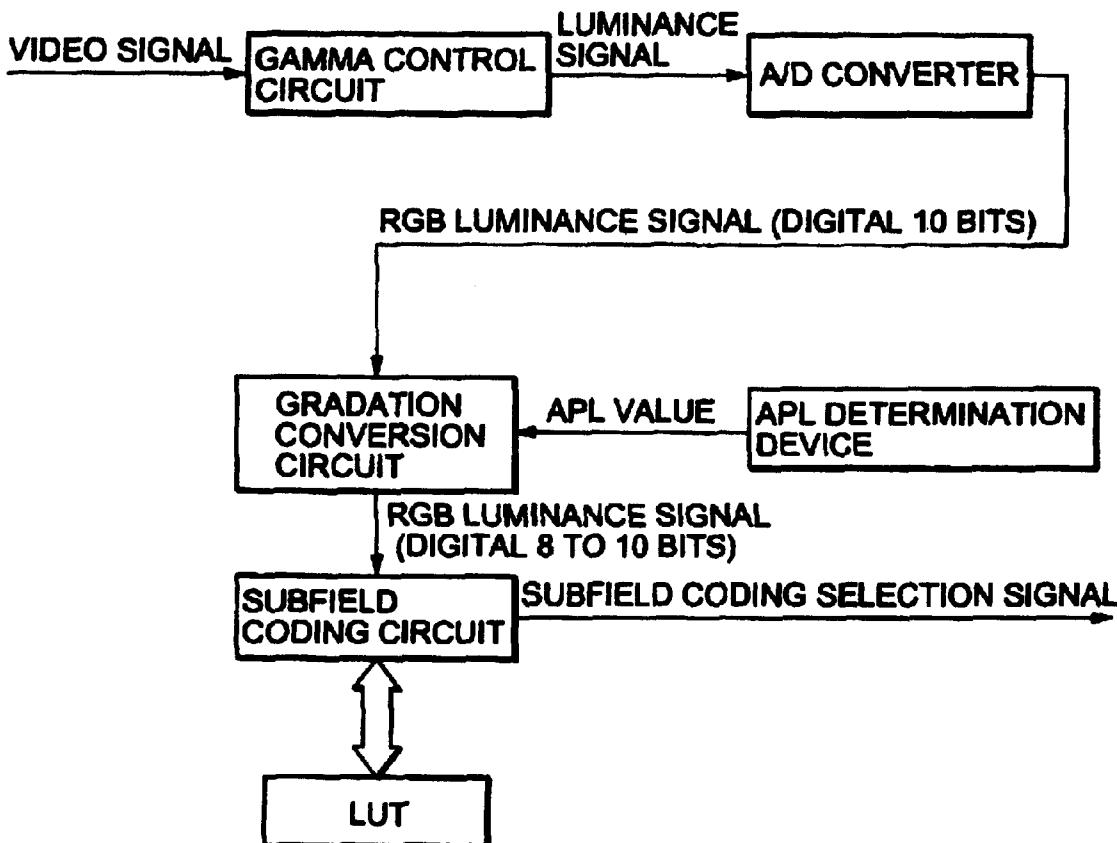 VIDEO SIGNAL
GAMMA CONTROL
CIRCUIT
LUMINANCE
SIGNAL
A/D CONVERTER
RGB LUMINANCE SIGNAL (DIGITAL 10 BITS)
GRADATION
CONVERSION
CIRCUIT
APL VALUE
APL DETERMINATION
DEVICE
RGB LUMINANCE SIGNAL
(DIGITAL 8 TO 10 BITS)
SUBFIELD
CODING CIRCUIT
SUBFIELD CODING SELECTION SIGNAL
LUT